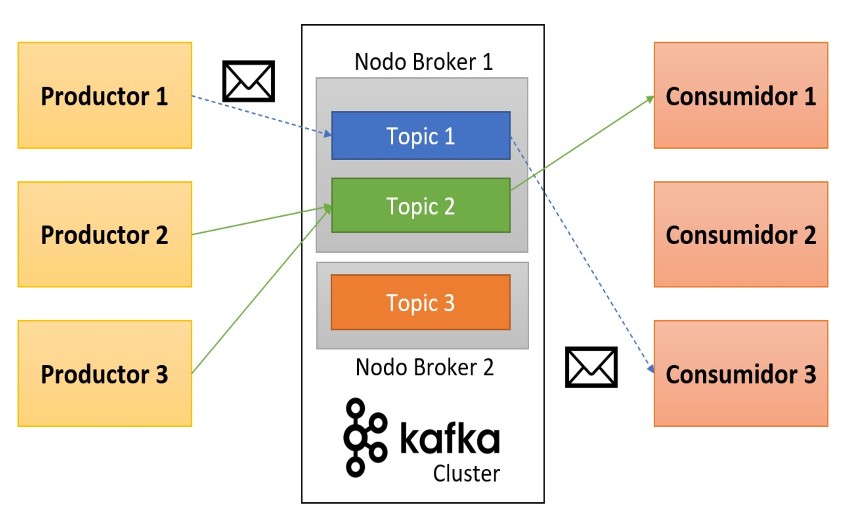 Productor 1
Productor 2
Productor 3
Nodo Broker 1
Topic 1
Topic 2
Topic 3
Nodo Broker 2
kafka
Cluster
Consumidor 1
Consumidor 2
Consumidor 3